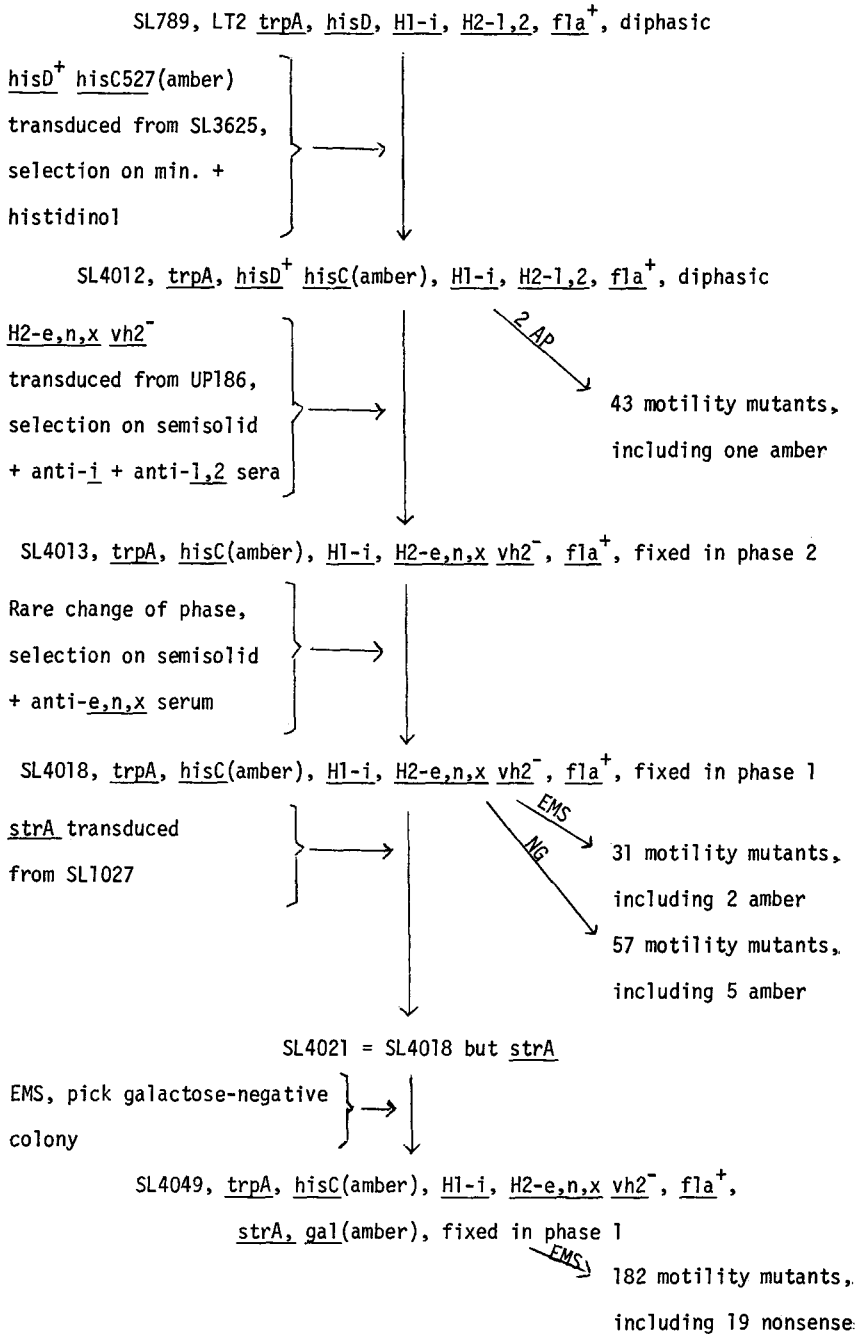 SL789, LT2 trpA, hisD, H1-i, H2-1,2, fla+, diphasic
hisD+ hisC527(amber)
transduced from SL3625,
selection on min. +
histidinol
SL4012, trpA, hisD+ hisC(amber), H1-i, H2-1,2, fla+, diphasic
H2-e,n,x vh2-
transduced from UP186,
selection on semisolid
+ anti-i + anti-1,2 sera
2 AP
43 motility mutants,
including one amber
SL4013, trpA, hisC(amber), H1-i, H2-e,n,x vh2-, fla+, fixed in phase 2
Rare change of phase,
selection on semisolid
+ anti-e,n,x serum
SL4018, trpA, hisC(amber), H1-i, H2-e,n,x vh2-, fla+, fixed in phase 1
strA transduced
from SL1027
EMS
31 motility mutants,
including 2 amber
NG
57 motility mutants,
including 5 amber
SL4021 = SL4018 but strA
EMS, pick galactose-negative
colony
SL4049, trpA, hisC(amber), H1-i, H2-e,n,x vh2-, fla+,
strA, gal(amber), fixed in phase 1
EMS
182 motility mutants,
including 19 nonsense